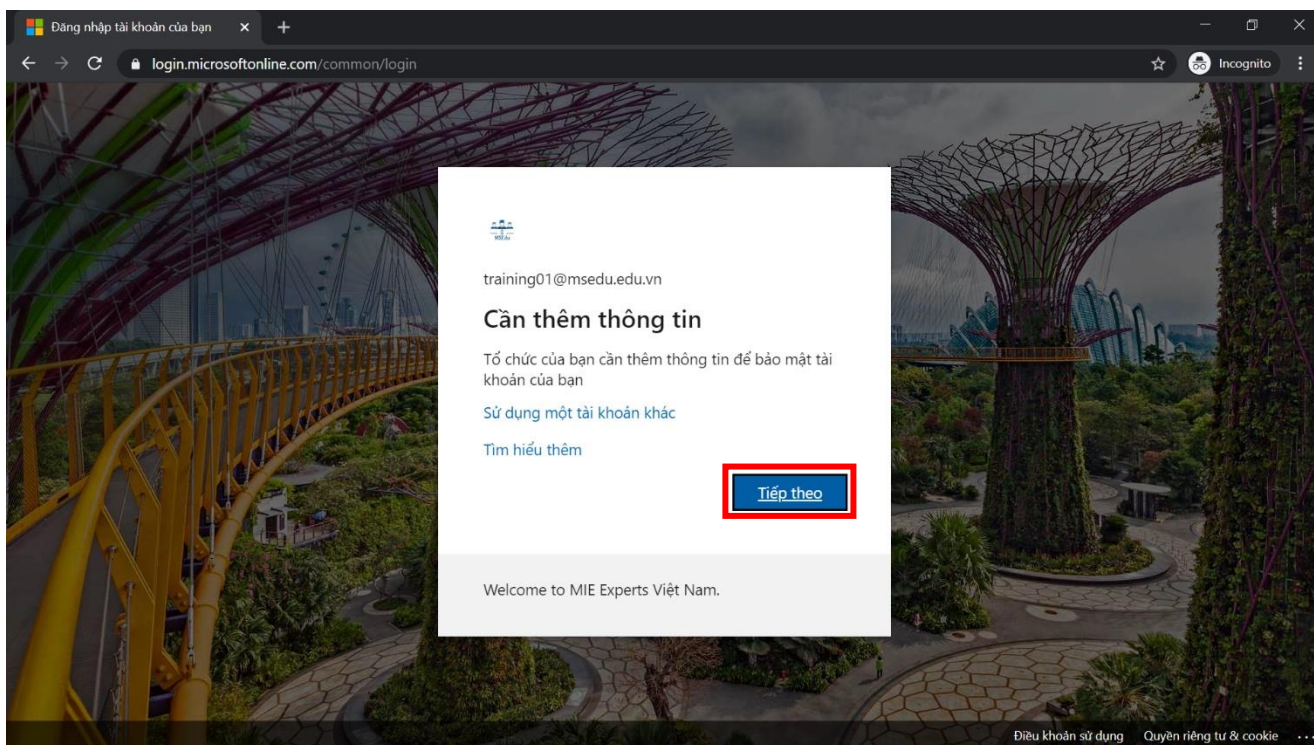 Đăng nhập tài khoản của bạn
login.microsoftonline.com/common/login
Incognito
MSEdu
training01@msedu.edu.vn
Cần thêm thông tin
Tổ chức của bạn cần thêm thông tin để bảo mật tài
khoản của bạn
Sử dụng một tài khoản khác
Tìm hiểu thêm
Tiếp theo
Welcome to MIE Experts Việt Nam.
Điều khoản sử dụng Quyền riêng tư & cookie ...